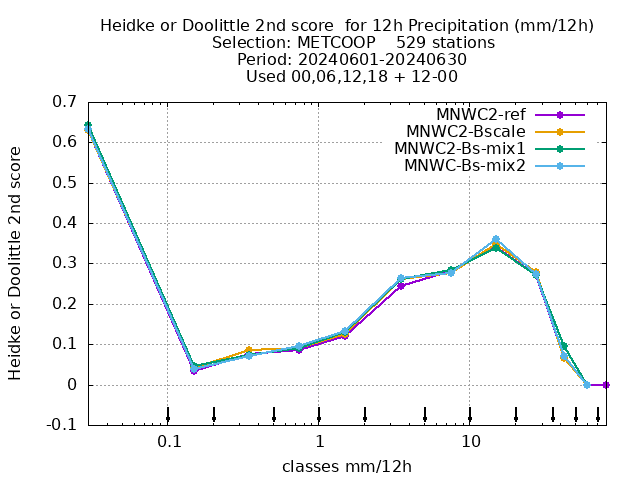 Heidke or Doolittle 2nd score  for 12h Precipitation (mm/12h)
Selection: METCOOP    529 stations
Period: 20240601-20240630
Used 00,06,12,18 + 12-00
MNWC2-ref
MNWC2-Bscale
MNWC2-Bs-mix1
MNWC-Bs-mix2
Heidke or Doolittle 2nd score
0.7
0.6
0.5
0.4
0.3
0.2
0.1
0
-0.1
0.1 1 10
classes mm/12h